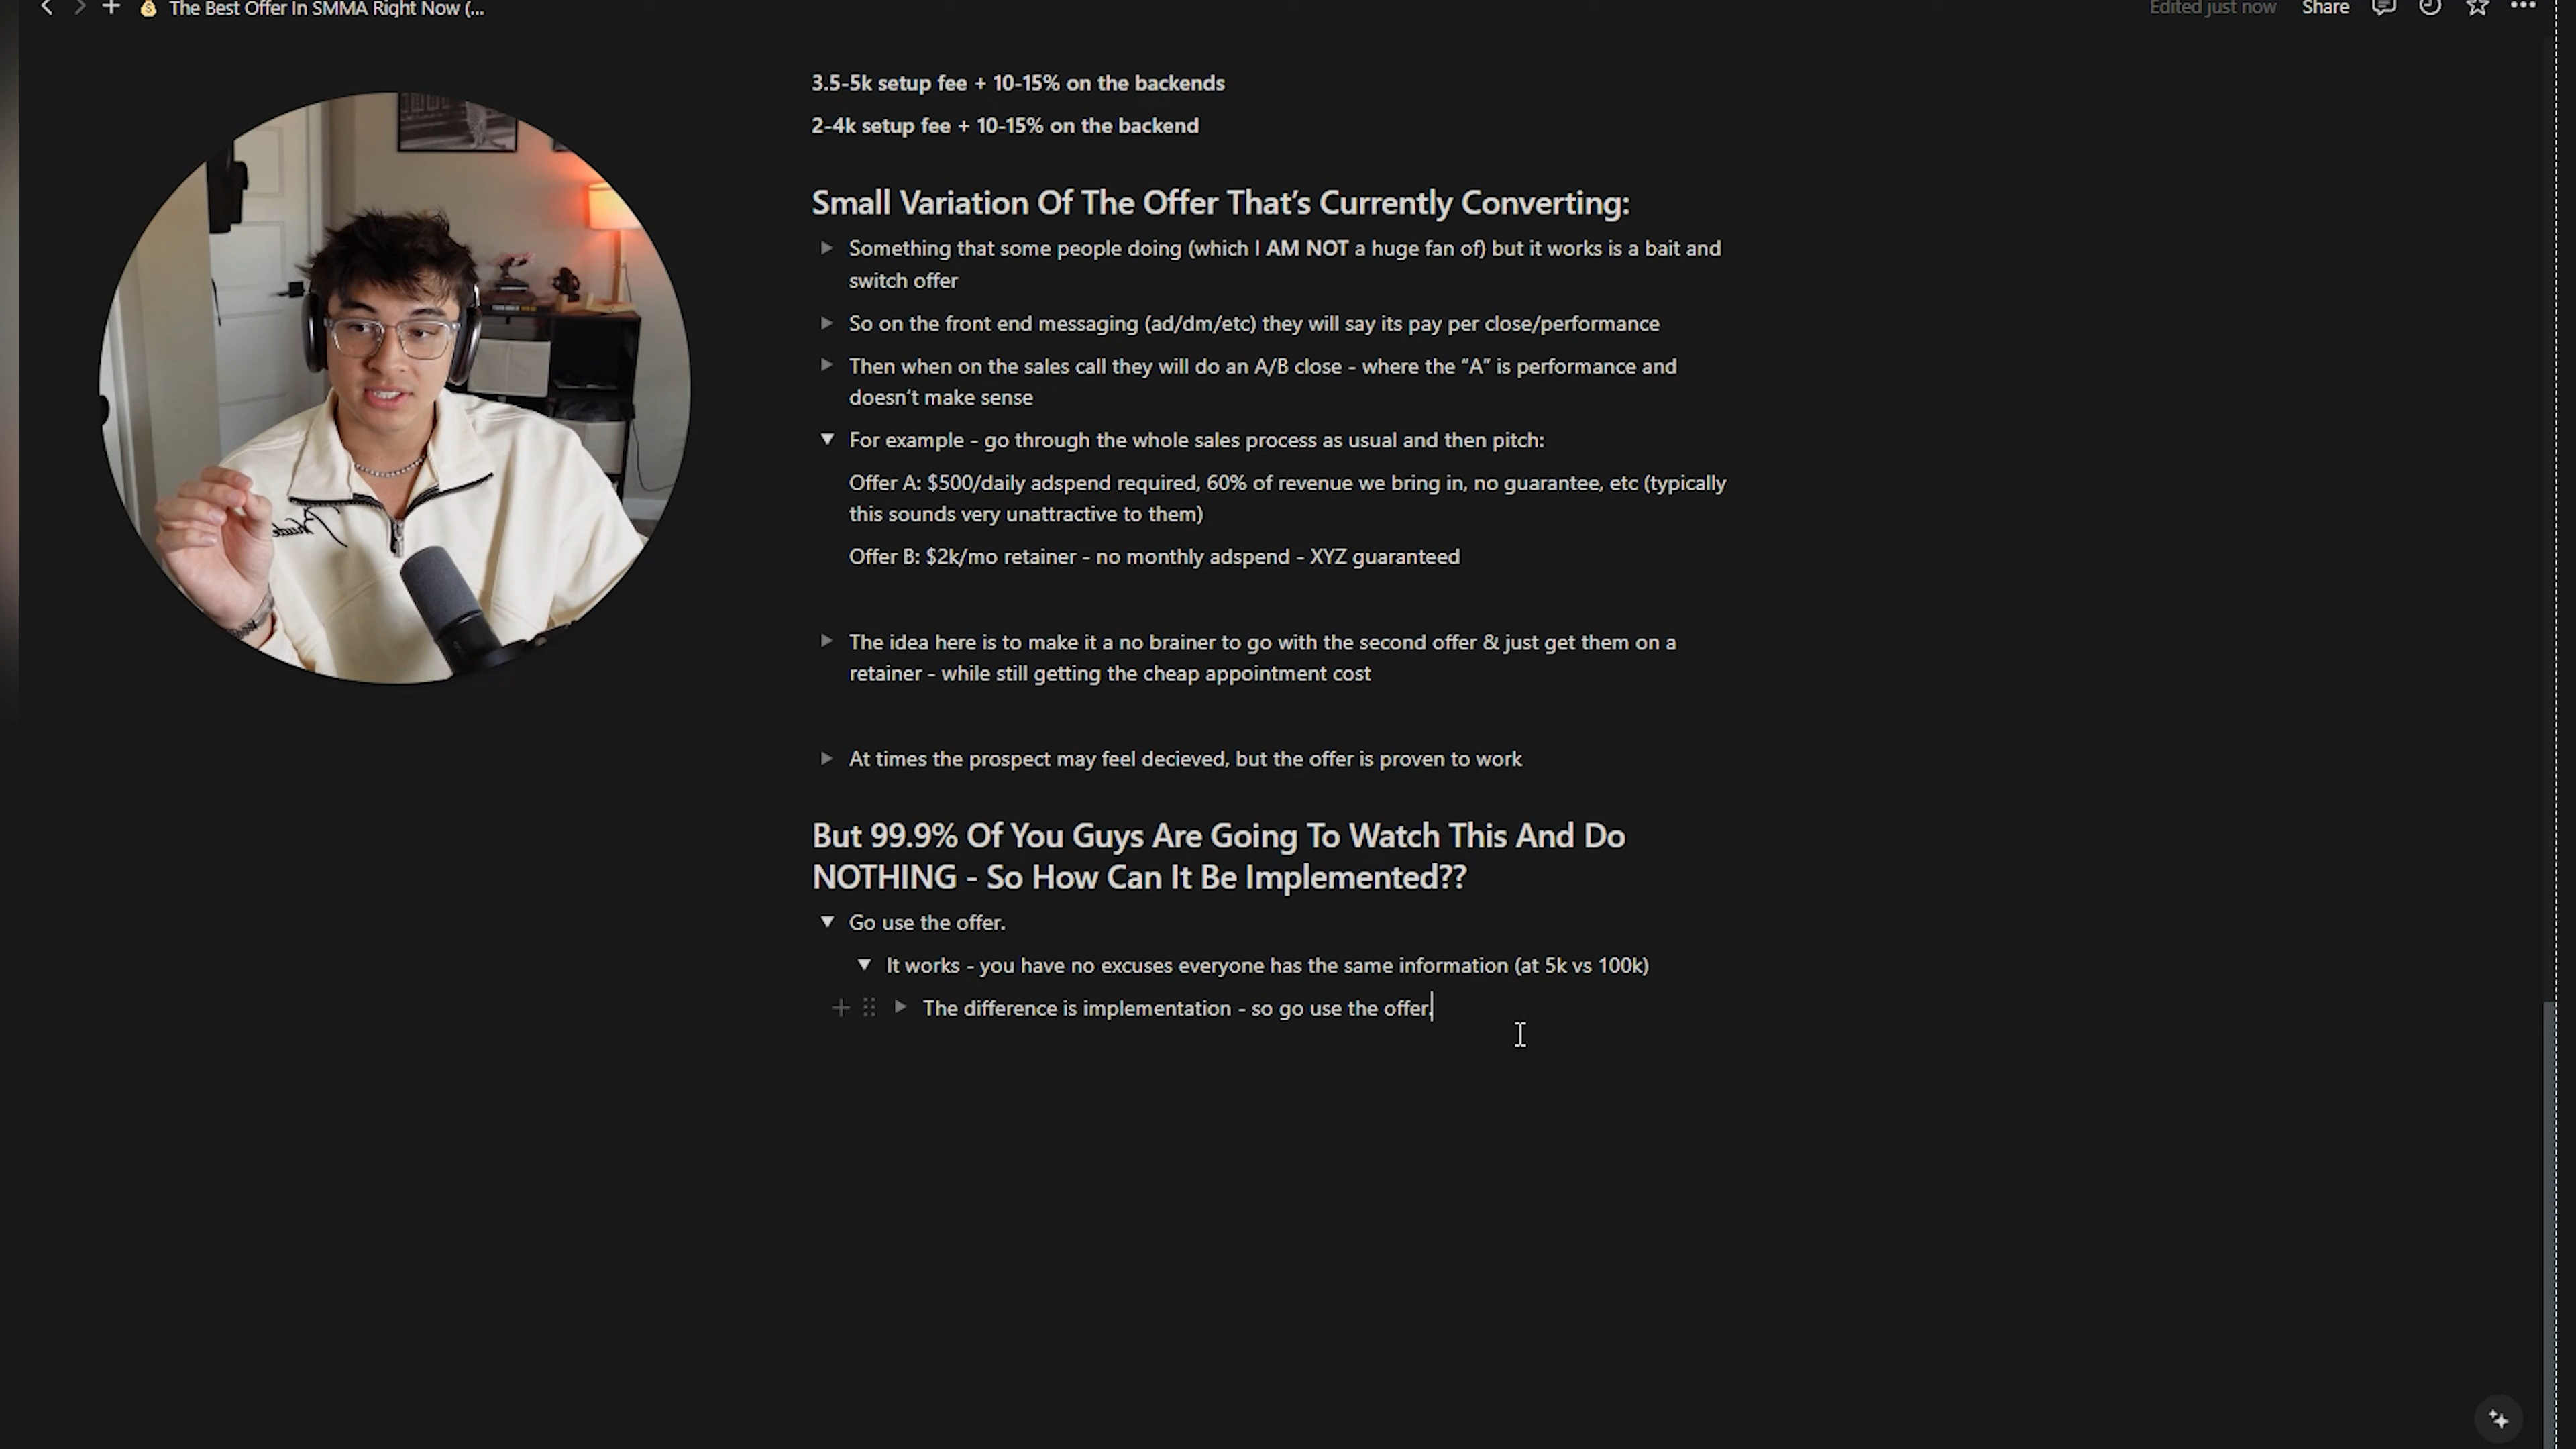 The Best Offer In SMMA Right Now (...
Edited just now
Share
3.5-5k setup fee + 10-15% on the backends
2-4k setup fee + 10-15% on the backend
Small Variation Of The Offer That's Currently Converting:
Something that some people doing (which I AM NOT a huge fan of) but it works is a bait and
switch offer
So on the front end messaging (ad/dm/etc) they will say its pay per close/performance
Then when on the sales call they will do an A/B close - where the “A” is performance and
doesn't make sense
For example - go through the whole sales process as usual and then pitch:
Offer A: $500/daily adspend required, 60% of revenue we bring in, no guarantee, etc (typically
this sounds very unattractive to them)
Offer B: $2k/mo retainer - no monthly adspend - XYZ guaranteed
The idea here is to make it a no brainer to go with the second offer & just get them on a
retainer - while still getting the cheap appointment cost
At times the prospect may feel decieved, but the offer is proven to work
But 99.9% Of You Guys Are Going To Watch This And Do
NOTHING - So How Can It Be Implemented??
Go use the offer.
It works - you have no excuses everyone has the same information (at 5k vs 100k)
The difference is implementation - so go use the offer.